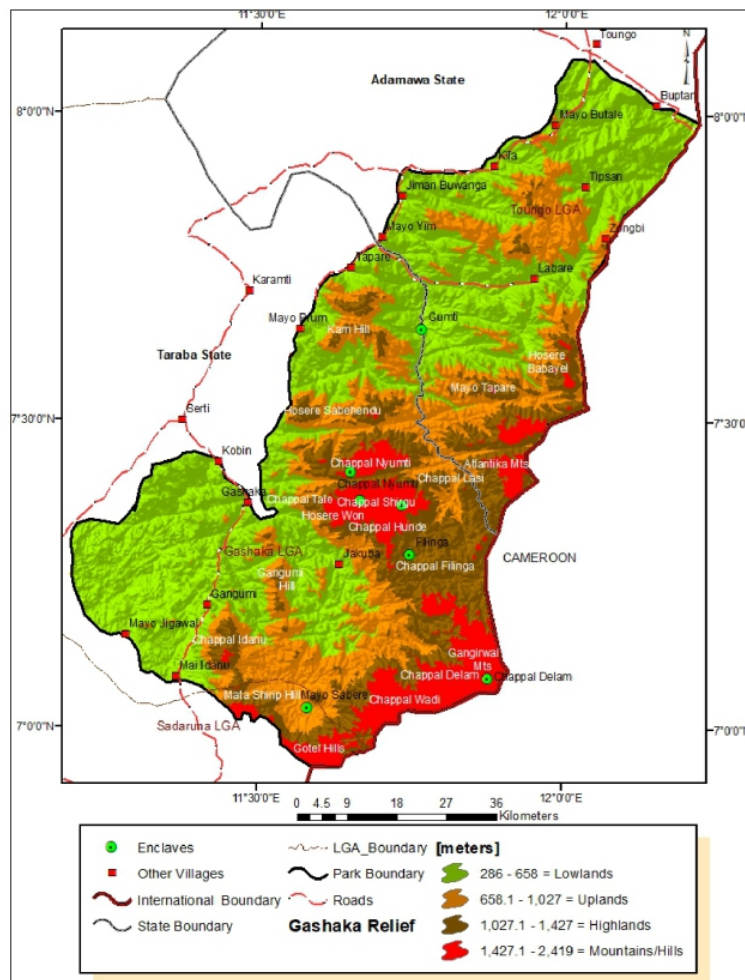 11°30'0"E
12°0'0"E
Toungo
N
Adamawa State
8°0'0"N
8°0'0"N
Buptan
Mayo Butale
Kifa
Jiman Buwanga
Tipsan
Toungo LGA
Mayo Yim
Zongbi
Tapare
Labare
Karamti
Mayo Prum
Gumti
Kam Hill
Taraba State
Hosere Babayel
Mayo Tapare
Hosere Sabehendu
7°30'0"N
7°30'0"N
Serti
Kobin
Chappal Nyumti
Atlantika Mts
Chappal Lasi
Chappal Nyumti
Gashaka
Chappal Tale
Chappal Shirgu
Hosere Won
Chappal Hunde
Gashaka LGA
Jakuba
Filinga
CAMEROON
Chappal Filinga
Gangumi Hill
Gangumi
Mayo Jigawal
Chappal Idanu
Gangirwal Mts
Mai Idanu
Chappal Delam
Chappal Delam
Mata Shirip Hill
Mayo Sabere
Chappal Wadi
Sadaruna LGA
7°0'0"N
7°0'0"N
Gotel Hills
11°30'0"E
12°0'0"E
0 4.5 9 18 27 36
Kilometers
Enclaves
Other Villages
International Boundary
State Boundary
LGA_Boundary
Park Boundary
Roads
Gashaka Relief
[meters]
286 - 658 = Lowlands
658.1 - 1,027 = Uplands
1,027.1 - 1,427 = Highlands
1,427.1 - 2,419 = Mountains/Hills